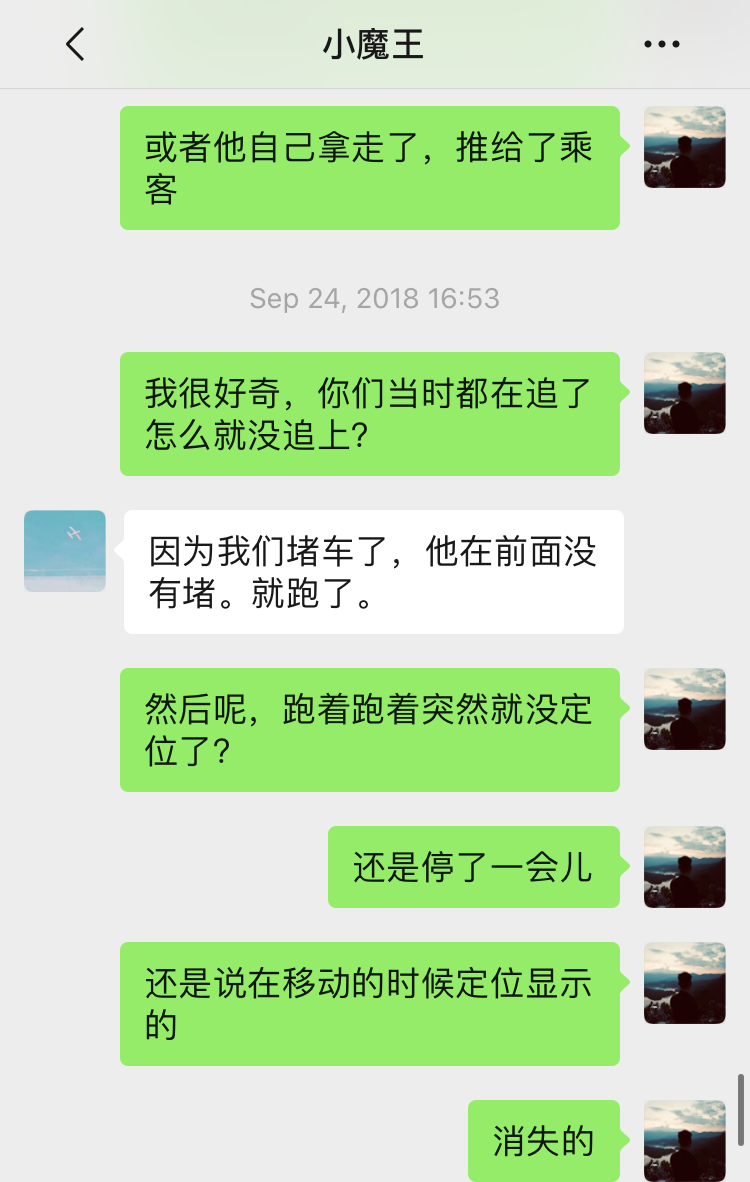 小魔王
或者他自己拿走了，推给了乘
客
Sep 24, 2018 16:53
我很好奇，你们当时都在追了
怎么就没追上？
因为我们堵车了，他在前面没
有堵。就跑了。
然后呢，跑着跑着突然就没定
位了？
还是停了一会儿
还是说在移动的时候定位显示
的
消失的